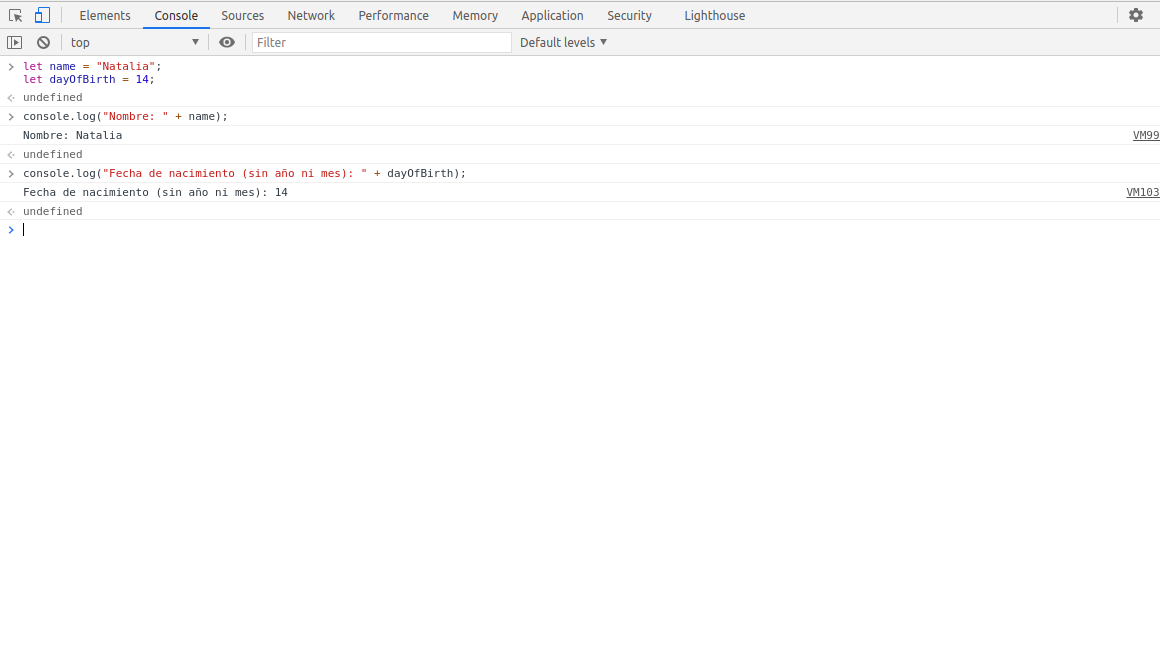 Elements Console Sources Network Performance Memory Application Security Lighthouse
top Filter Default levels
let name = "Natalia";
let dayOfBirth = 14;
undefined
console.log("Nombre: " + name);
Nombre: Natalia VM99
undefined
console.log("Fecha de nacimiento (sin año ni mes): " + dayOfBirth);
Fecha de nacimiento (sin año ni mes): 14 VM103
undefined